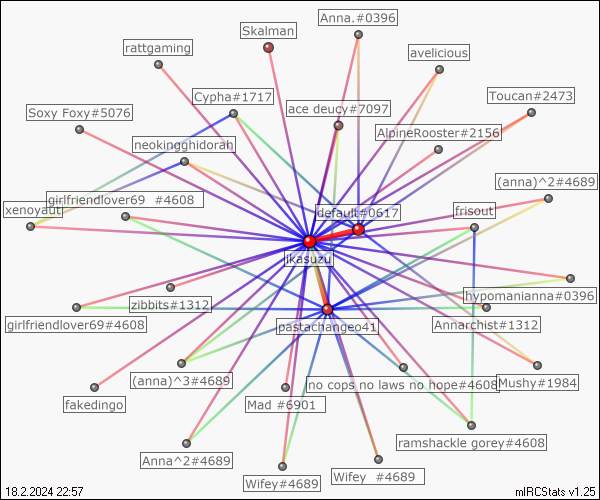 Anna.#0396
Skalman
rattgaming
avelicious
Cypha#1717
Toucan#2473
ace deucy#7097
Soxy Foxy#5076
AlpineRooster#2156
neokingghidorah
(anna)^2#4689
girlfriendlover69 #4608
xenoyaut
default#0617
frisout
ikasuzu
hypomanianna#0396
zibbits#1312
girlfriendlover69#4608
pastachangeo41
Annarchist#1312
(anna)^3#4689
no cops no laws no hope#4608
Mushy#1984
fakedingo
Mad #6901
ramshackle gorey#4608
Anna^2#4689
Wifey #4689
Wifey#4689
18.2.2024 22:57
mIRCStats v1.25